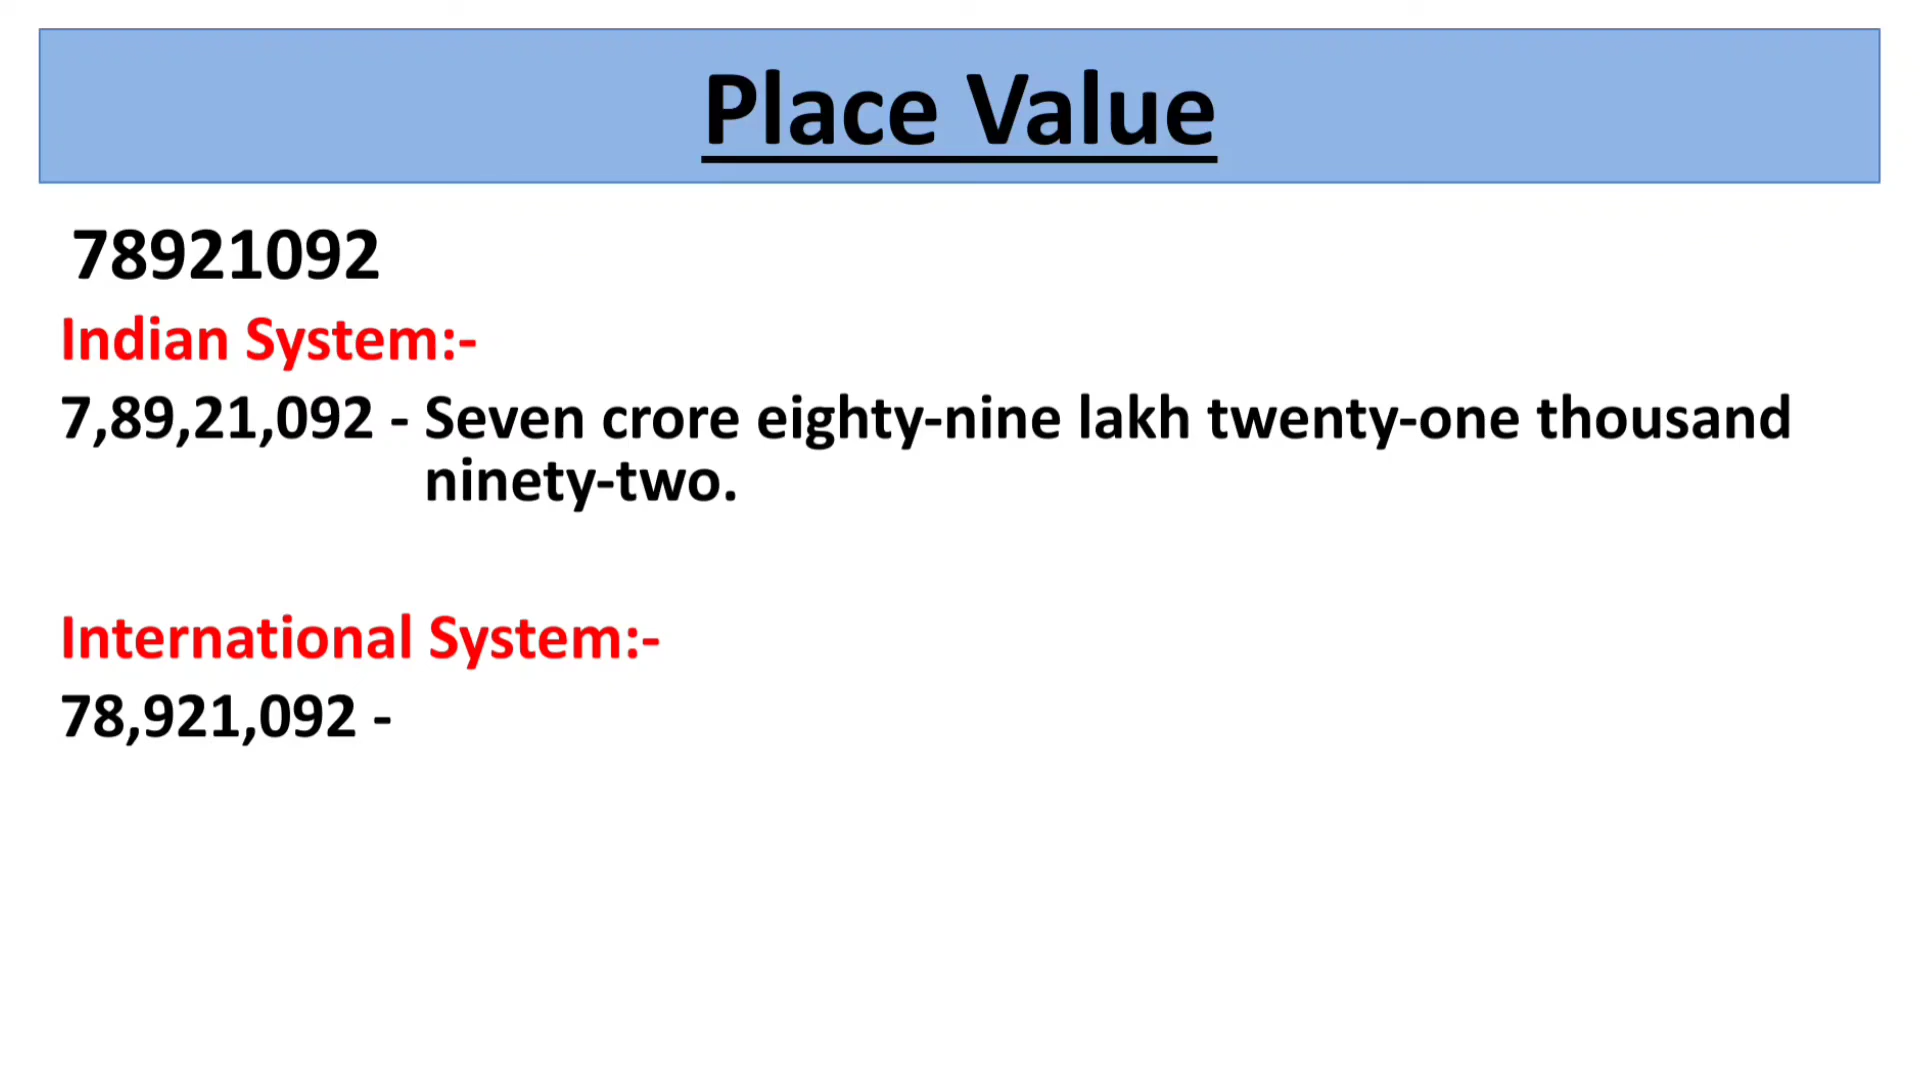 Place Value
78921092
Indian System:-
7,89,21,092 - Seven crore eighty-nine lakh twenty-one thousand
ninety-two.
International System:-
78,921,092 -